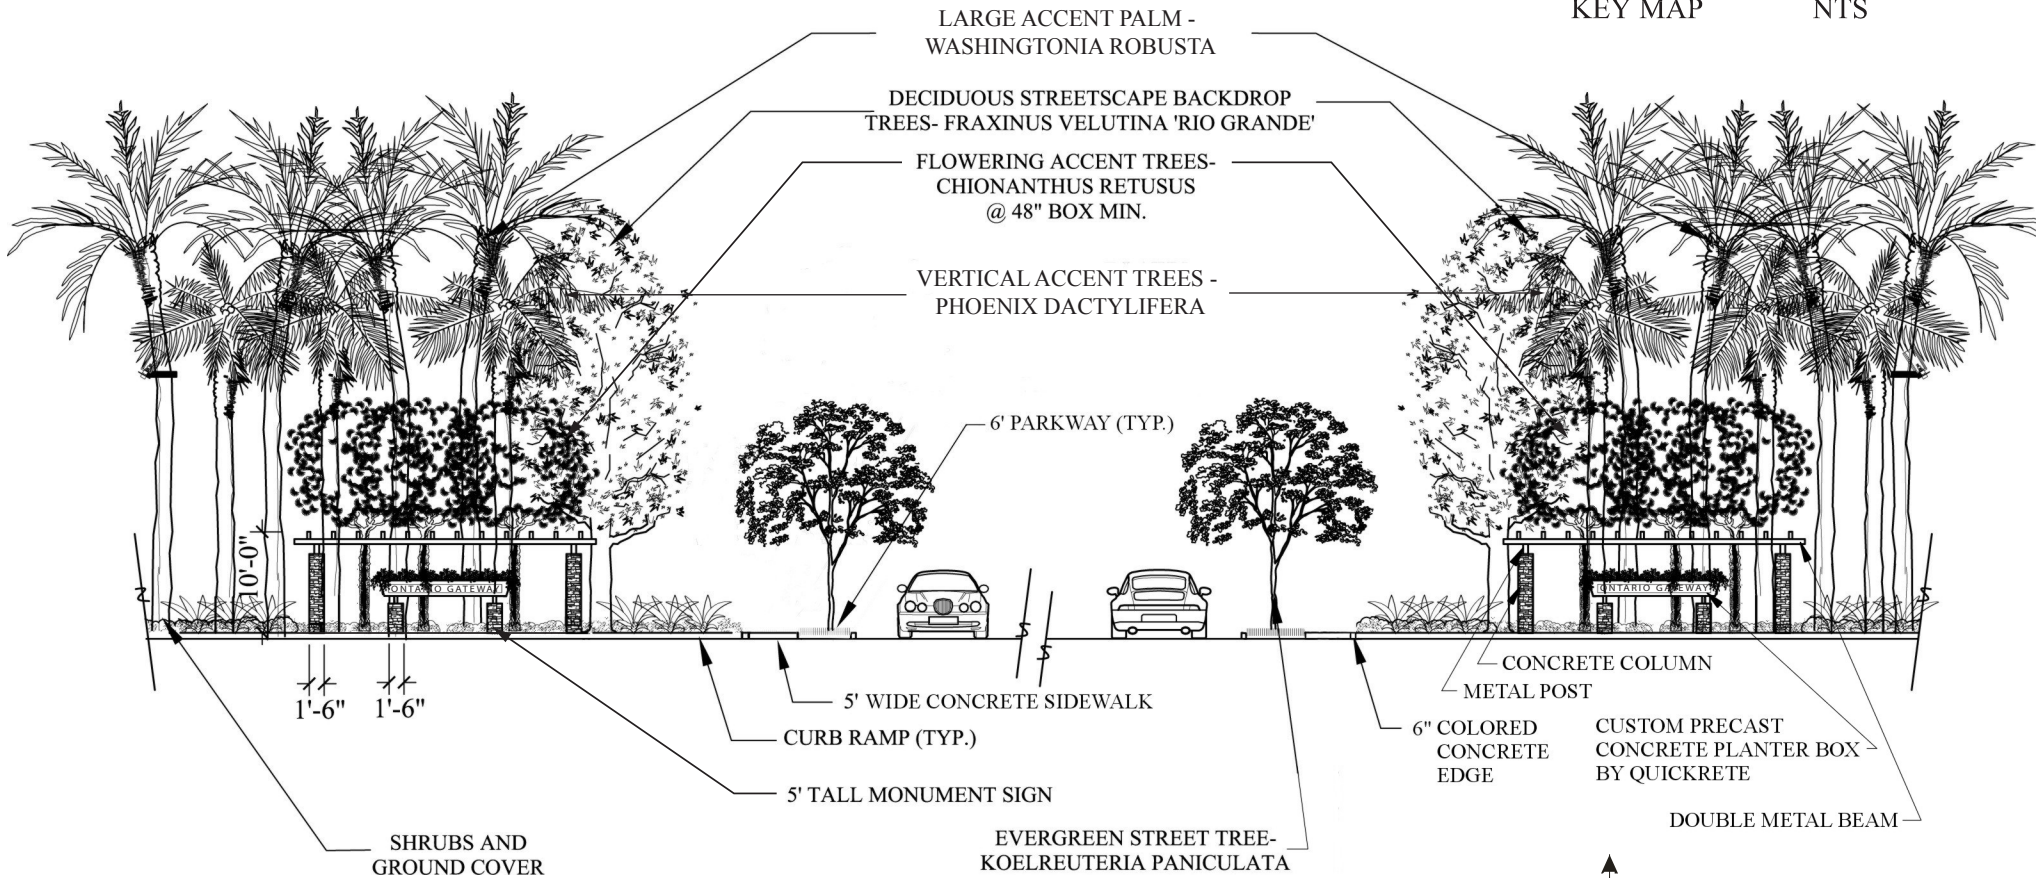 KEY MAP NTS
LARGE ACCENT PALM -
WASHINGTONIA ROBUSTA
DECIDUOUS STREETSCAPE BACKDROP
TREES- FRAXINUS VELUTINA 'RIO GRANDE'
FLOWERING ACCENT TREES-
CHIONANTHUS RETUSUS
@ 48" BOX MIN.
VERTICAL ACCENT TREES -
PHOENIX DACTYLIFERA
6' PARKWAY (TYP.)
10'-0"
ONTARIO GATEWAY
ONTARIO GATEWAY
1'-6"
1'-6"
5' WIDE CONCRETE SIDEWALK
CURB RAMP (TYP.)
5' TALL MONUMENT SIGN
SHRUBS AND
GROUND COVER
EVERGREEN STREET TREE-
KOELREUTERIA PANICULATA
CONCRETE COLUMN
METAL POST
6" COLORED
CONCRETE
EDGE
CUSTOM PRECAST
CONCRETE PLANTER BOX
BY QUICKRETE
DOUBLE METAL BEAM